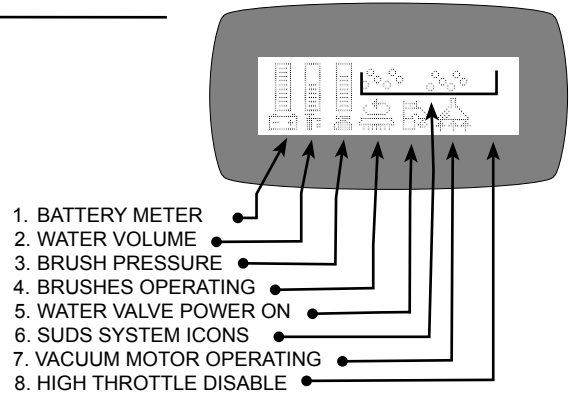 1. BATTERY METER
2. WATER VOLUME
3. BRUSH PRESSURE
4. BRUSHES OPERATING
5. WATER VALVE POWER ON
6. SUDS SYSTEM ICONS
7. VACUUM MOTOR OPERATING
8. HIGH THROTTLE DISABLE